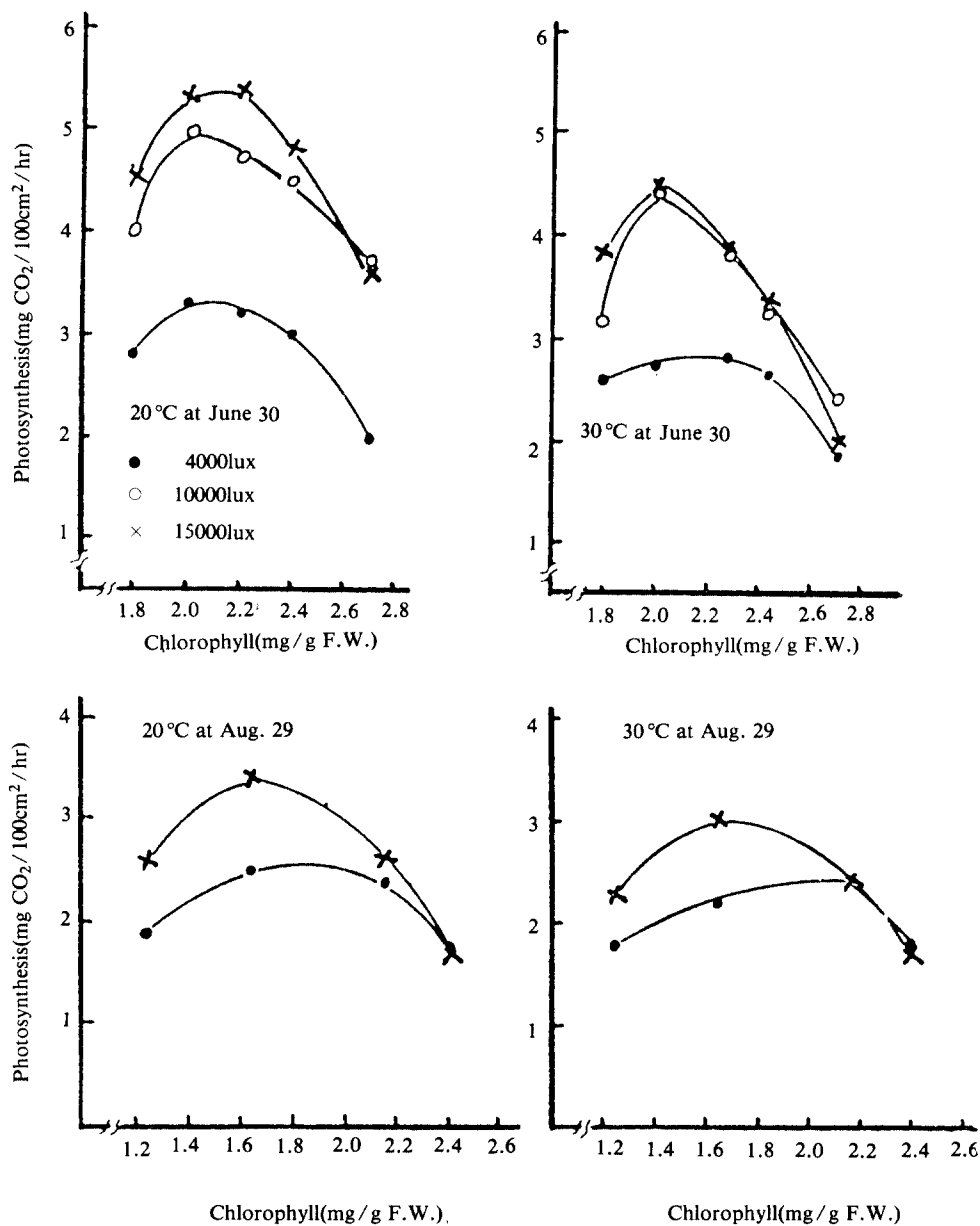 6
5
4
3
2
1
Photosynthesis(mg CO₂/100cm²/hr)
20°C at June 30
● 4000lux
○ 10000lux
× 15000lux
1.8 2.0 2.2 2.4 2.6 2.8
Chlorophyll(mg/g F.W.)
6
5
4
3
2
1
30°C at June 30
1.8 2.0 2.2 2.4 2.6 2.8
Chlorophyll(mg/g F.W.)
4
3
2
1
Photosynthesis(mg CO₂/100cm²/hr)
20°C at Aug. 29
1.2 1.4 1.6 1.8 2.0 2.2 2.4 2.6
Chlorophyll(mg/g F.W.)
4
3
2
1
30°C at Aug. 29
1.2 1.4 1.6 1.8 2.0 2.2 2.4 2.6
Chlorophyll(mg/g F.W.)